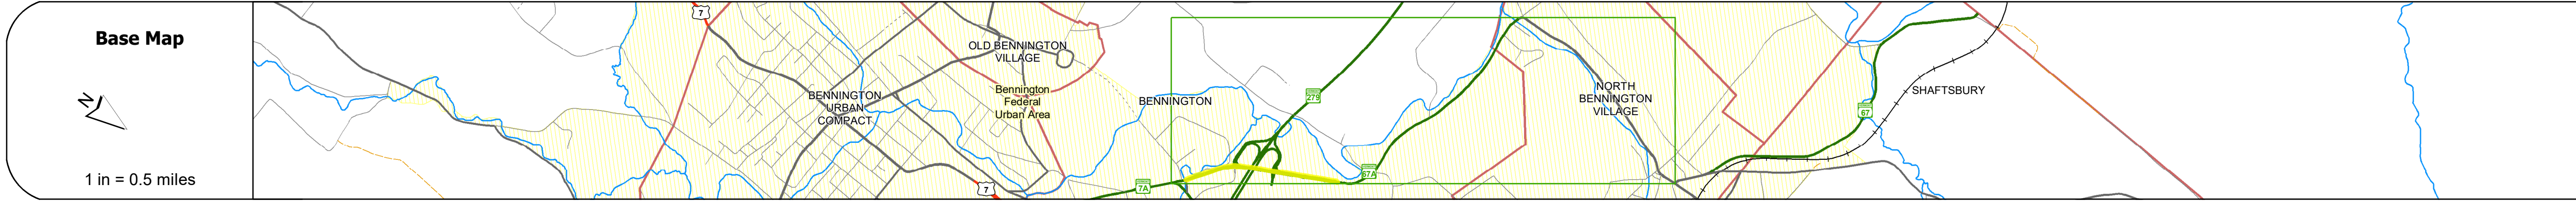 Base Map
N
1 in = 0.5 miles
7
BENNINGTON
URBAN
COMPACT
OLD BENNINGTON
VILLAGE
Bennington
Federal
Urban Area
7
BENNINGTON
7A
279
67A
NORTH
BENNINGTON
VILLAGE
67
SHAFTSBURY